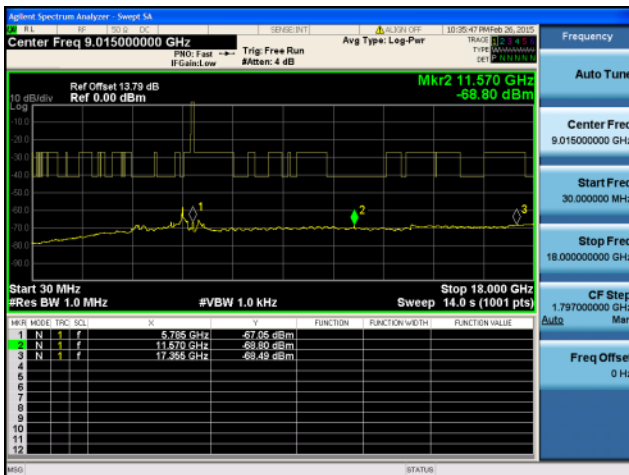 Agilent Spectrum Analyzer - Swept SA
RL RF 50 Ω DC SENSE:INT ALIGN OFF 10:35:47 PM Feb 26, 2015
Center Freq 9.015000000 GHz
PNO: Fast
IFGain:Low
Trig: Free Run
#Atten: 4 dB
Avg Type: Log-Pwr
TRACE 1 2 3 4 5 6
TYPE
DET P N N N N N
Ref Offset 13.79 dB
10 dB/div Ref 0.00 dBm
Log
Mkr2 11.570 GHz
-68.80 dBm
-10.0
-20.0
-30.0
-40.0
-50.0
-60.0
-70.0
-80.0
-90.0
1
2
3
Start 30 MHz Stop 18.000 GHz
#Res BW 1.0 MHz #VBW 1.0 kHz Sweep 14.0 s (1001 pts)
MKR MODE TRC SCL X Y FUNCTION FUNCTION WIDTH FUNCTION VALUE
1 N 1 f 5.785 GHz -67.05 dBm
2 N 1 f 11.570 GHz -68.80 dBm
3 N 1 f 17.355 GHz -68.49 dBm
4
5
6
7
8
9
10
11
12
MSG STATUS
Frequency
Auto Tune
Center Freq
9.015000000 GHz
Start Freq
30.000000 MHz
Stop Freq
18.000000000 GHz
CF Step
1.797000000 GHz
Auto Man
Freq Offset
0 Hz